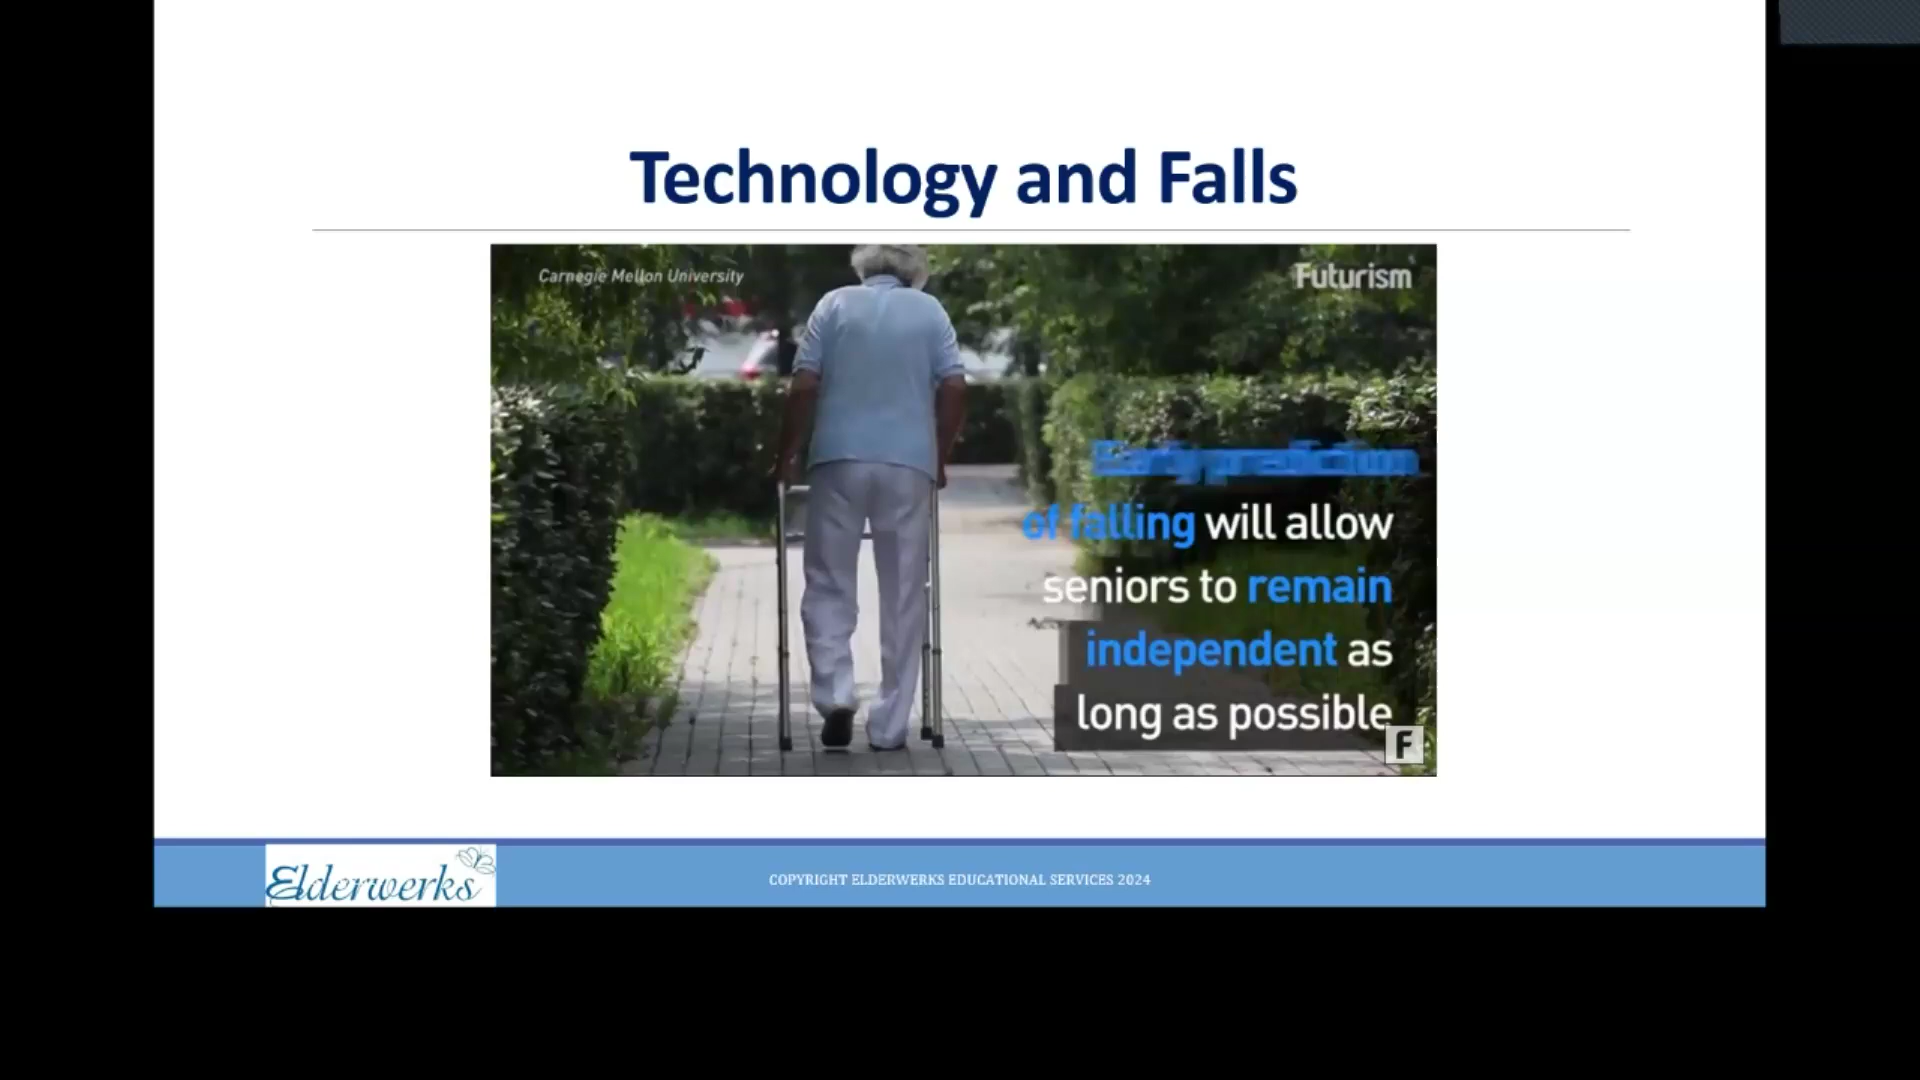 Technology and Falls
Carnegie Mellon University
Futurism
of falling will allow
seniors to remain
independent as
long as possible
F
Elderwerks
COPYRIGHT ELDERWERKS EDUCATIONAL SERVICES 2024